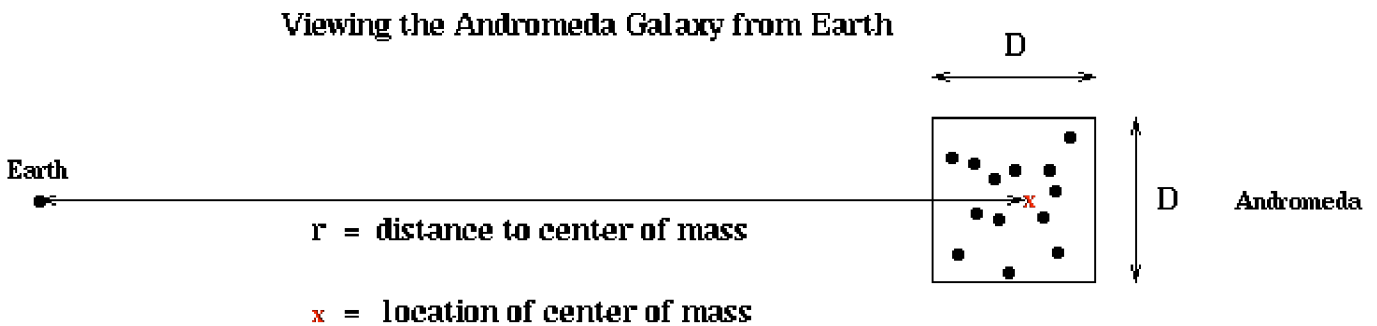 Viewing the Andromeda Galaxy from Earth
D
Earth
D
Andromeda
x
r = distance to center of mass
x = location of center of mass